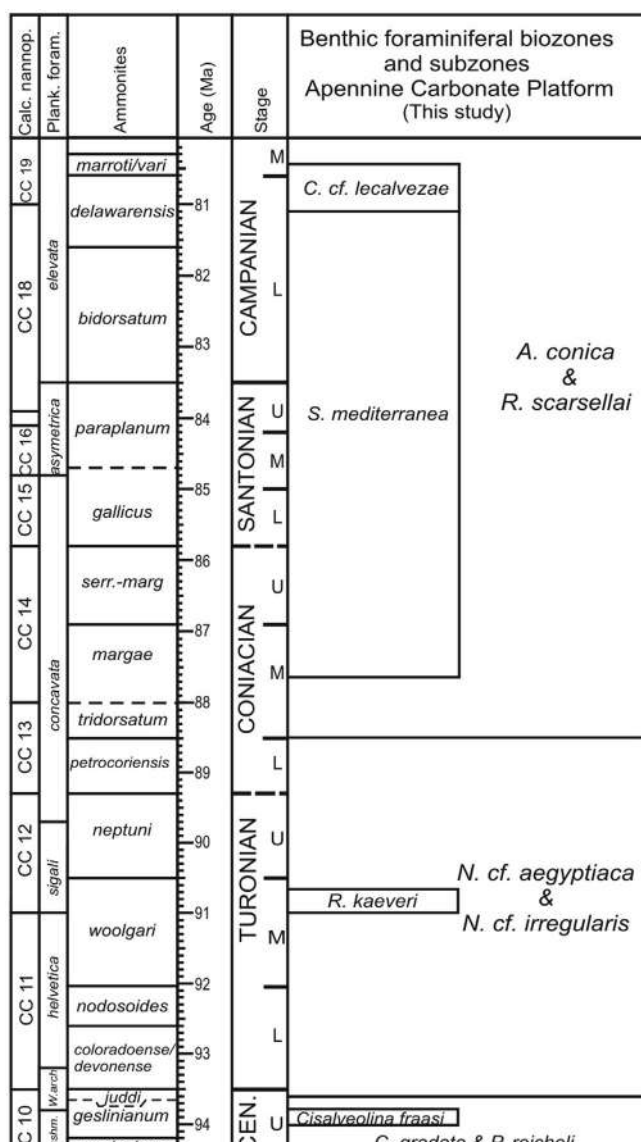 Calc. nannop.
Plank. foram.
Ammonites
Age (Ma)
Stage
Benthic foraminiferal biozones
and subzones
Apennine Carbonate Platform
(This study)
CC 19
CC 18
CC 16
CC 15
CC 14
CC 13
CC 12
CC 11
elevata
asymetrica
concavata
sigali
helvetica
W.arch
marroti/vari
delawarensis
bidorsatum
paraplanum
gallicus
serr.-marg
margae
tridorsatum
petrocoriensis
neptuni
woolgari
nodosoides
coloradoense/
devonense
juddi
geslinianum
81
82
83
84
85
86
87
88
89
90
91
92
93
94
CAMPANIAN
SANTONIAN
CONIACIAN
TURONIAN
CEN.
M
L
U
M
L
U
M
L
U
M
L
U
C. cf. lecalvezae
S. mediterranea
A. conica
&
R. scarsellai
R. kaeveri
N. cf. aegyptiaca
&
N. cf. irregularis
Cisalveolina fraasi